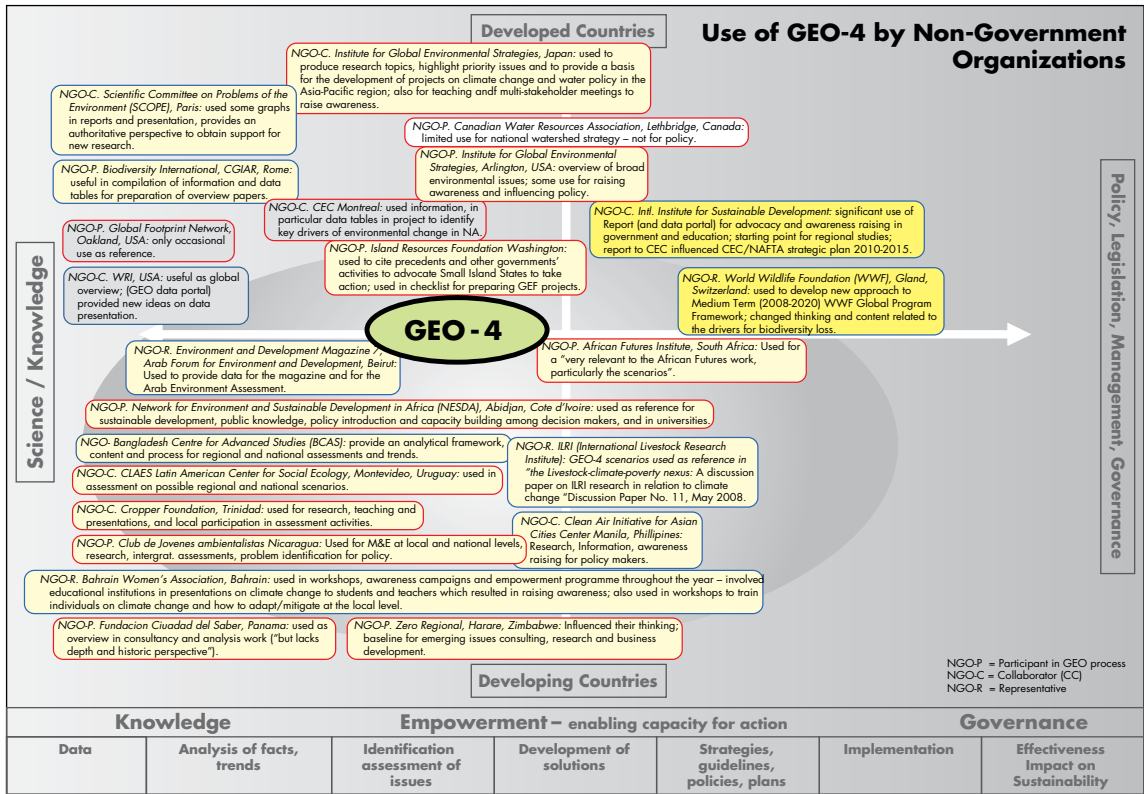 Developed Countries
Use of GEO-4 by Non-Government
Organizations
NGO-C. Institute for Global Environmental Strategies, Japan: used to
produce research topics, highlight priority issues and to provide a basis
for the development of projects on climate change and water policy in the
Asia-Pacific region; also for teaching andf multi-stakeholder meetings to
raise awareness.
NGO-C. Scientific Committee on Problems of the
Environment (SCOPE), Paris: used some graphs
in reports and presentation, provides an
authoritative perspective to obtain support for
new research.
NGO-P. Canadian Water Resources Association, Lethbridge, Canada:
limited use for national watershed strategy – not for policy.
NGO-P. Institute for Global Environmental
Strategies, Arlington, USA: overview of broad
environmental issues; some use for raising
awareness and influencing policy.
NGO-P. Biodiversity International, CGIAR, Rome:
useful in compilation of information and data
tables for preparation of overview papers.
NGO-C. CEC Montreal: used information, in
particular data tables in project to identify
key drivers of environmental change in NA.
NGO-C. Intl. Institute for Sustainable Development: significant use of
Report (and data portal) for advocacy and awareness raising in
government and education; starting point for regional studies;
report to CEC influenced CEC/NAFTA strategic plan 2010-2015.
NGO-P. Global Footprint Network,
Oakland, USA: only occasional
use as reference.
NGO-P. Island Resources Foundation Washington:
used to cite precedents and other governments'
activities to advocate Small Island States to take
action; used in checklist for preparing GEF projects.
NGO-C. WRI, USA: useful as global
overview; (GEO data portal)
provided new ideas on data
presentation.
NGO-R. World Wildlife Foundation (WWF), Gland,
Switzerland: used to develop new approach to
Medium Term (2008-2020) WWF Global Program
Framework; changed thinking and content related to
the drivers for biodiversity loss.
Science / Knowledge
GEO - 4
Policy, Legislation, Management, Governance
NGO-R. Environment and Development Magazine /,
Arab Forum for Environment and Development, Beirut:
Used to provide data for the magazine and for the
Arab Environment Assessment.
NGO-P. African Futures Institute, South Africa: Used for
a "very relevant to the African Futures work,
particularly the scenarios".
NGO-P. Network for Environment and Sustainable Development in Africa (NESDA), Abidjan, Cote d'Ivoire: used as reference for
sustainable development, public knowledge, policy introduction and capacity building among decision makers, and in universities.
NGO- Bangladesh Centre for Advanced Studies (BCAS): provide an analytical framework,
content and process for regional and national assessments and trends.
NGO-R. ILRI (International Livestock Research
Institute): GEO-4 scenarios used as reference in
"the Livestock-climate-poverty nexus: A discussion
paper on ILRI research in relation to climate
change "Discussion Paper No. 11, May 2008.
NGO-C. CLAES Latin American Center for Social Ecology, Montevideo, Uruguay: used in
assessment on possible regional and national scenarios.
NGO-C. Cropper Foundation, Trinidad: used for research, teaching and
presentations, and local participation in assessment activities.
NGO-C. Clean Air Initiative for Asian
Cities Center Manila, Phillipines:
Research, Information, awareness
raising for policy makers.
NGO-P. Club de Jovenes ambientalistas Nicaragua: Used for M&E at local and national levels,
research, intergrat. assessments, problem identification for policy.
NGO-R. Bahrain Women's Association, Bahrain: used in workshops, awareness campaigns and empowerment programme throughout the year – involved
educational institutions in presentations on climate change to students and teachers which resulted in raising awareness; also used in workshops to train
individuals on climate change and how to adapt/mitigate at the local level.
NGO-P. Fundacion Ciuadad del Saber, Panama: used as
overview in consultancy and analysis work ("but lacks
depth and historic perspective").
NGO-P. Zero Regional, Harare, Zimbabwe: Influenced their thinking;
baseline for emerging issues consulting, research and business
development.
Developing Countries
NGO-P = Participant in GEO process
NGO-C = Collaborator (CC)
NGO-R = Representative
Knowledge
Empowerment – enabling capacity for action
Governance
Data
Analysis of facts,
trends
Identification
assessment of
issues
Development of
solutions
Strategies,
guidelines,
policies, plans
Implementation
Effectiveness
Impact on
Sustainability